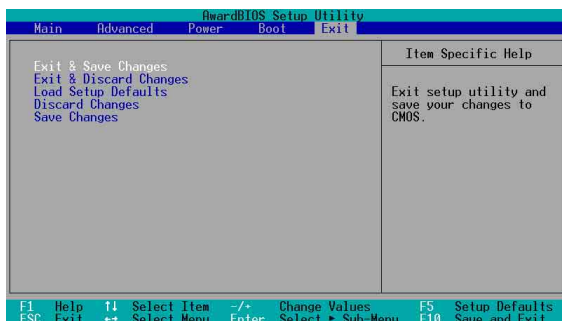 AwardBIOS Setup Utility
Main Advanced Power Boot Exit
Exit & Save Changes
Exit & Discard Changes
Load Setup Defaults
Discard Changes
Save Changes
Item Specific Help
Exit setup utility and
save your changes to
CMOS.
F1 Help ↑↓ Select Item -/+ Change Values F5 Setup Defaults
ESC Exit ←→ Select Menu Enter Select ► Sub-Menu F10 Save and Exit